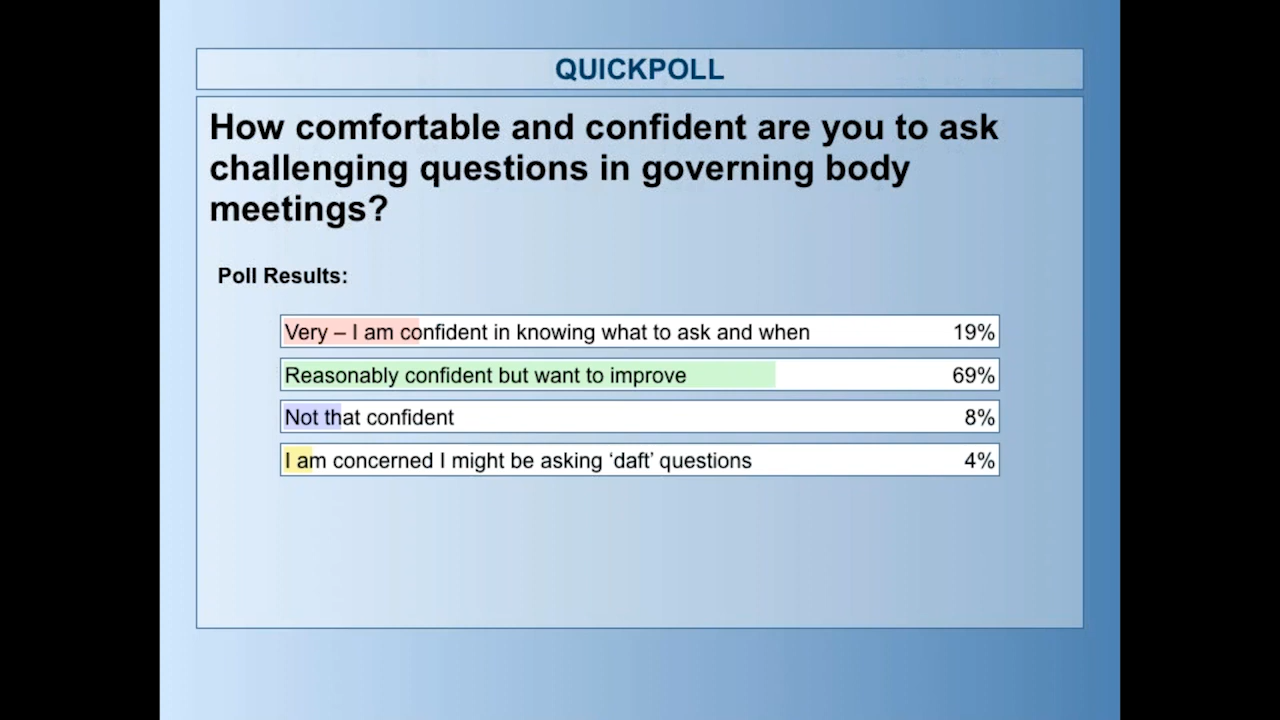 QUICKPOLL
How comfortable and confident are you to ask
challenging questions in governing body
meetings?
Poll Results:
Very – I am confident in knowing what to ask and when 19%
Reasonably confident but want to improve 69%
Not that confident 8%
I am concerned I might be asking ‘daft’ questions 4%